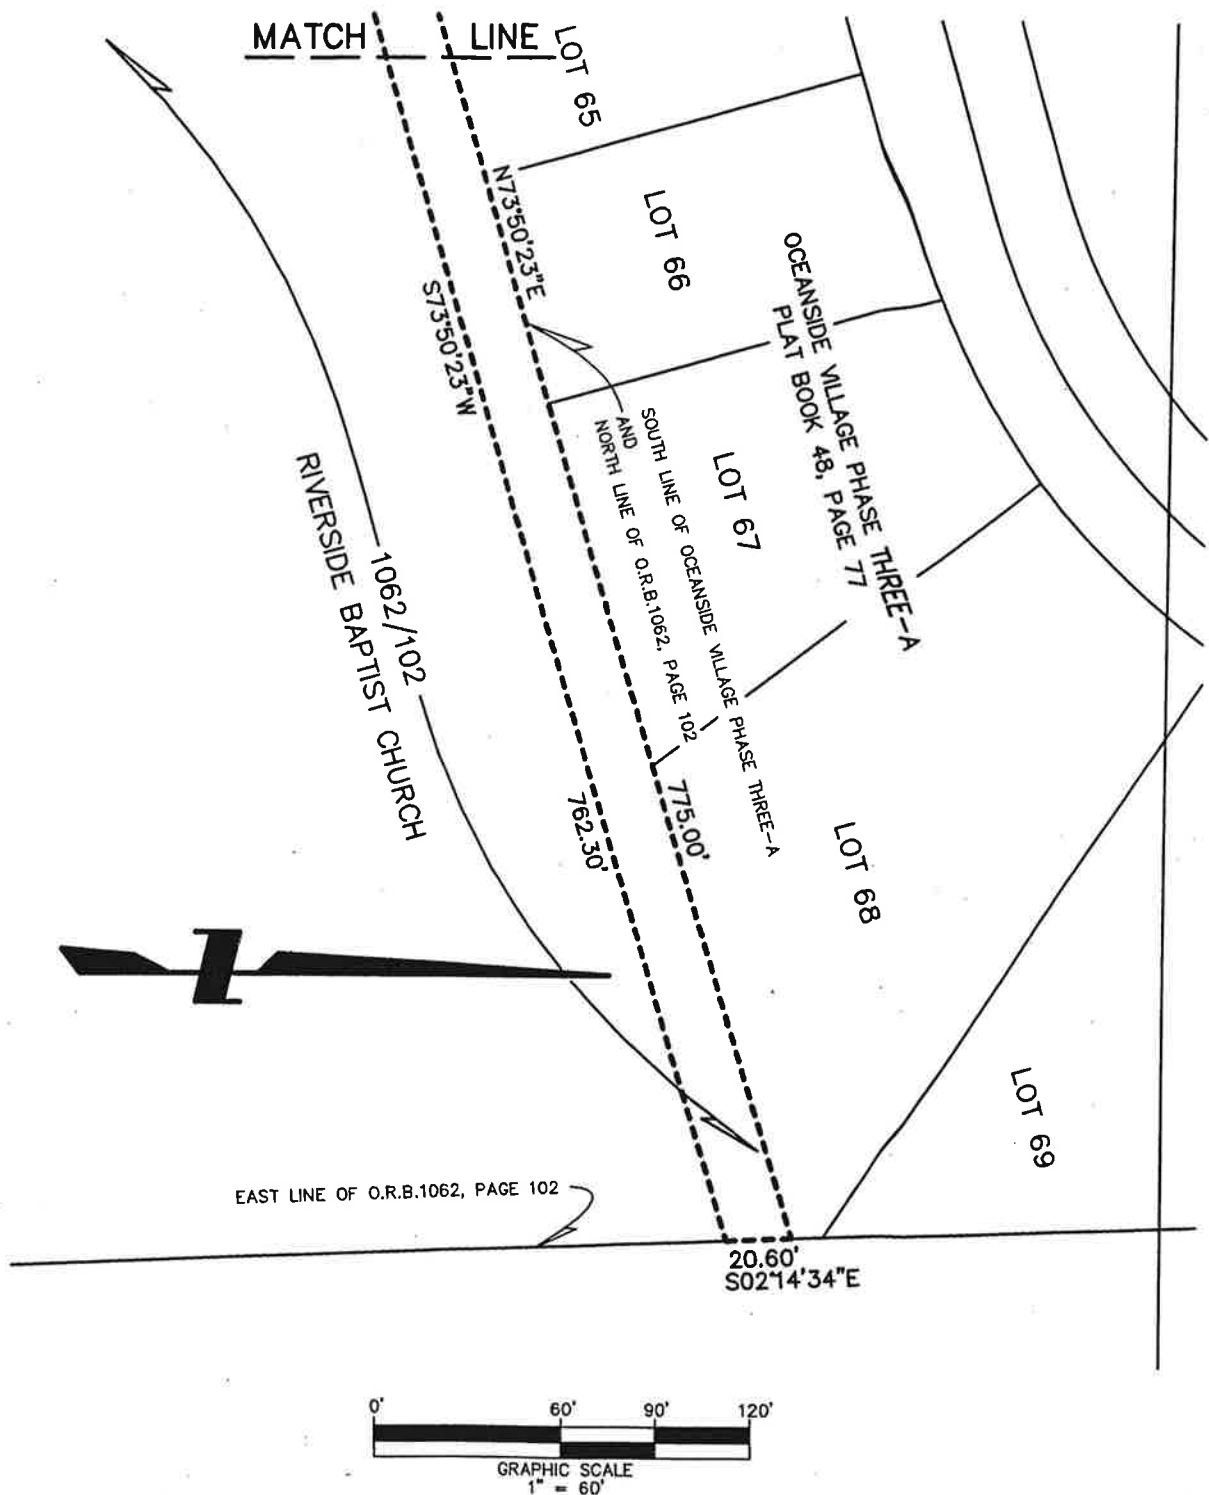 MATCH LINE
LOT 65
N73°50'23"E
LOT 66
S73°50'23"W
OCEANSIDE VILLAGE PHASE THREE-A
PLAT BOOK 48, PAGE 77
SOUTH LINE OF OCEANSIDE VILLAGE PHASE THREE-A
AND
NORTH LINE OF O.R.B.1062, PAGE 102
LOT 67
1062/102
RIVERSIDE BAPTIST CHURCH
775.00'
762.30'
LOT 68
Z
LOT 69
EAST LINE OF O.R.B.1062, PAGE 102
20.60'
S02°14'34"E
0' 60' 90' 120'
GRAPHIC SCALE
1" = 60'